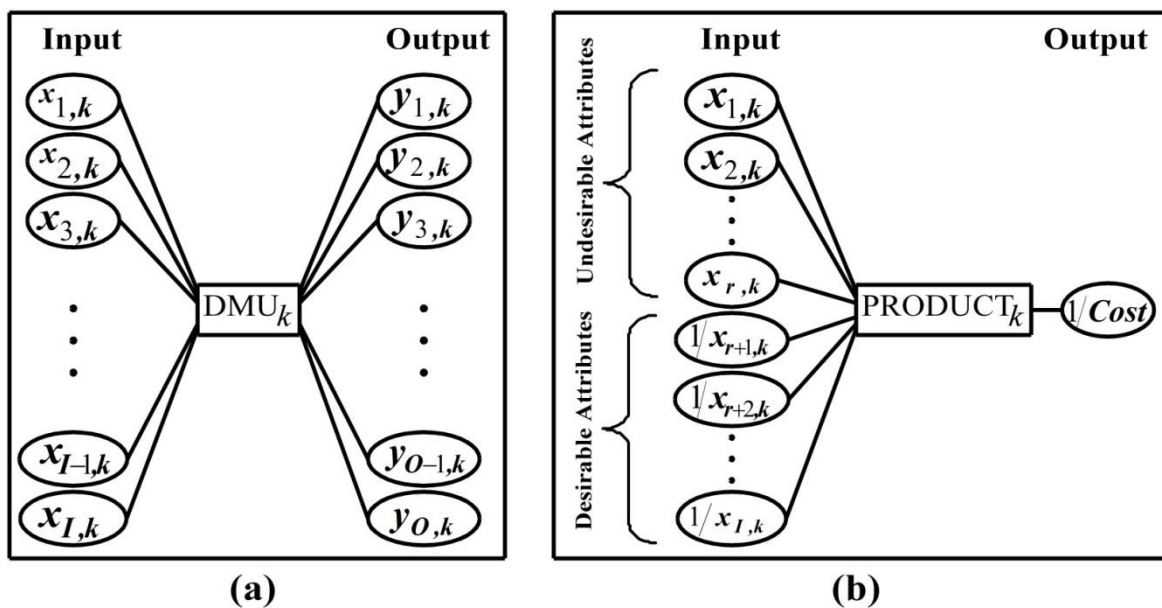 Input Output
x1,k y1,k
x2,k y2,k
x3,k y3,k
DMUk
xI–1,k yO–1,k
xI,k yO,k
(a)
Input Output
Undesirable Attributes
x1,k
x2,k
xr,k
PRODUCTk 1/Cost
Desirable Attributes
1/xr+1,k
1/xr+2,k
1/xI,k
(b)